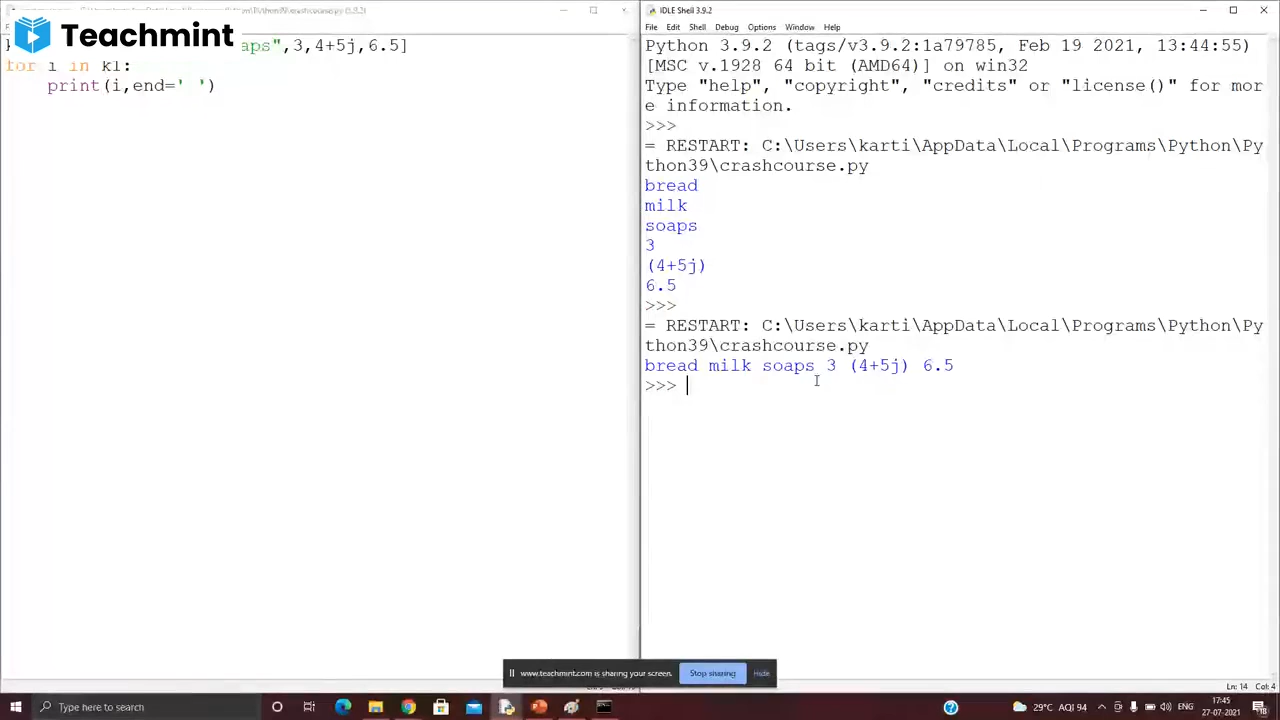 Teachmint
aps",3,4+5j,6.5]
for i in kl:
print(i,end=' ')
IDLE Shell 3.9.2
File Edit Shell Debug Options Window Help
Python 3.9.2 (tags/v3.9.2:1a79785, Feb 19 2021, 13:44:55)
[MSC v.1928 64 bit (AMD64)] on win32
Type "help", "copyright", "credits" or "license()" for mor
e information.
>>>
= RESTART: C:\Users\karti\AppData\Local\Programs\Python\Py
thon39\crashcourse.py
bread
milk
soaps
3
(4+5j)
6.5
>>>
= RESTART: C:\Users\karti\AppData\Local\Programs\Python\Py
thon39\crashcourse.py
bread milk soaps 3 (4+5j) 6.5
>>>
www.teachmint.com is sharing your screen.
Stop sharing
Hide
Ln: 14 Col: 4
Type here to search
29°C AQI 94
ENG
17:45
27-07-2021